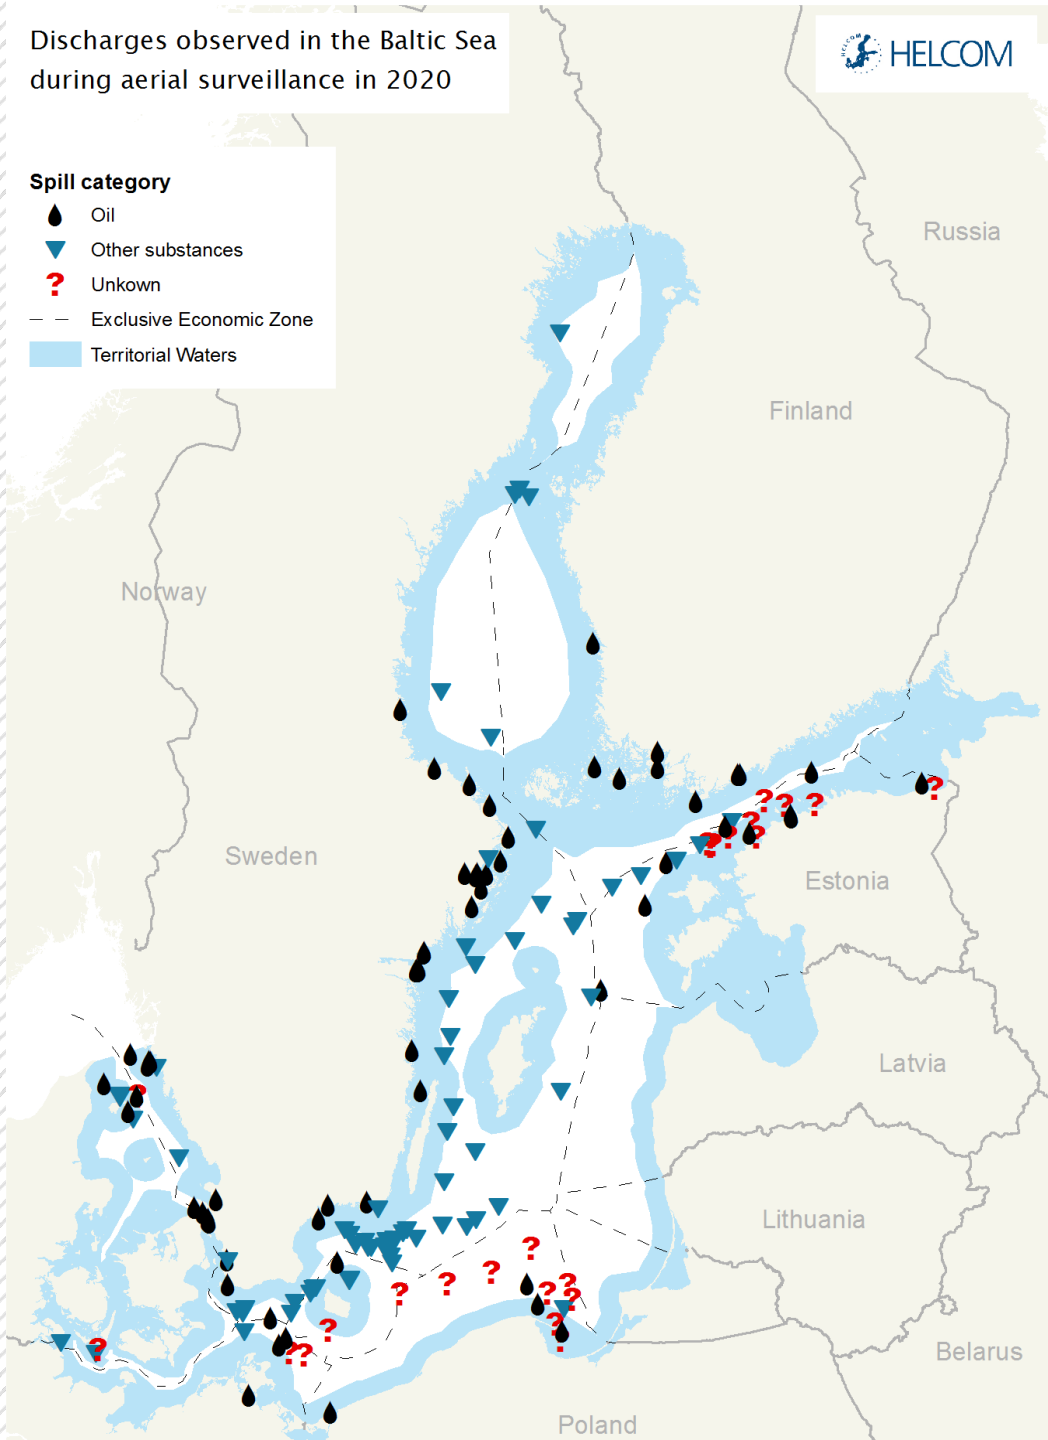 Discharges observed in the Baltic Sea
during aerial surveillance in 2020
HELCOM
HELCOM
Spill category
Oil
Other substances
? Unkown
Exclusive Economic Zone
Territorial Waters
Russia
Finland
Norway
Sweden
Estonia
Latvia
Lithuania
Belarus
Poland